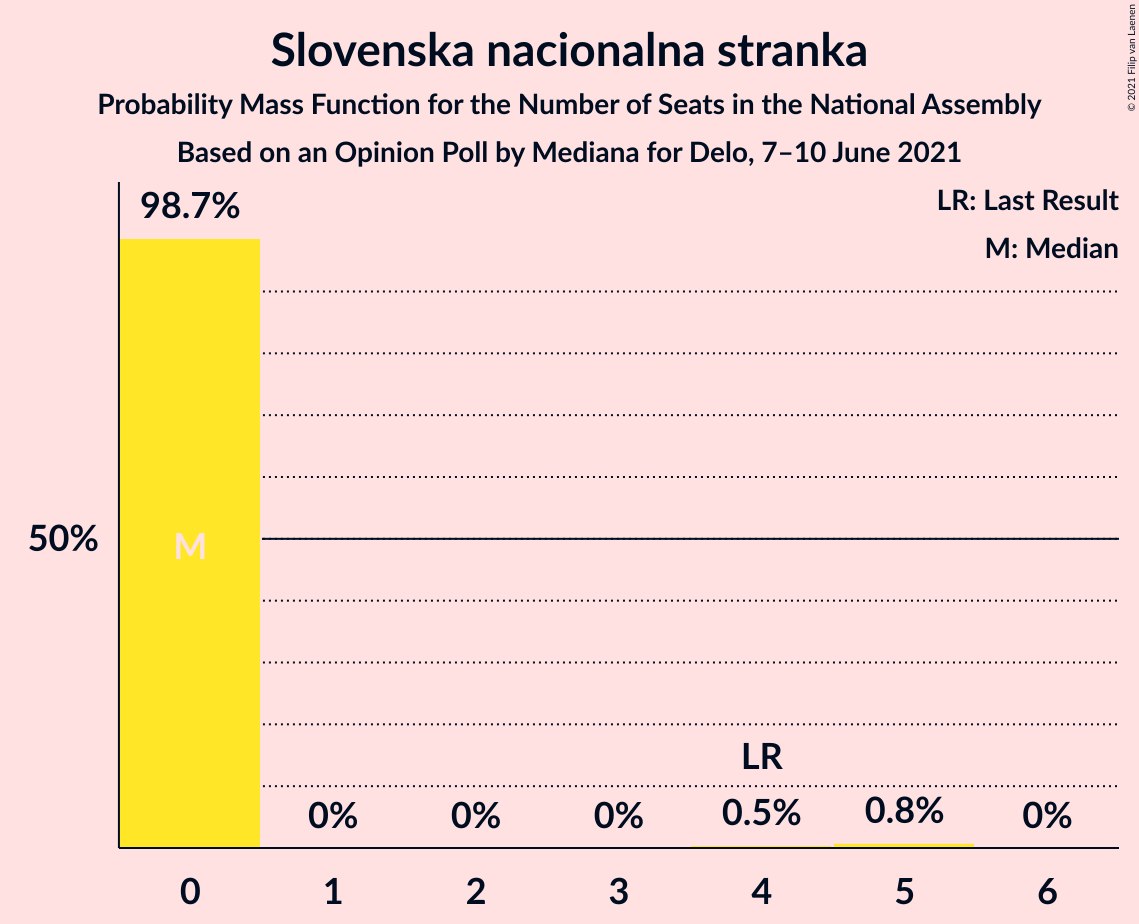 Slovenska nacionalna stranka
Probability Mass Function for the Number of Seats in the National Assembly
Based on an Opinion Poll by Mediana for Delo, 7–10 June 2021
© 2021 Filip van Laenen
98.7%
LR: Last Result
M: Median
50%
M
LR
0% 0% 0% 0.5% 0.8% 0%
0 1 2 3 4 5 6